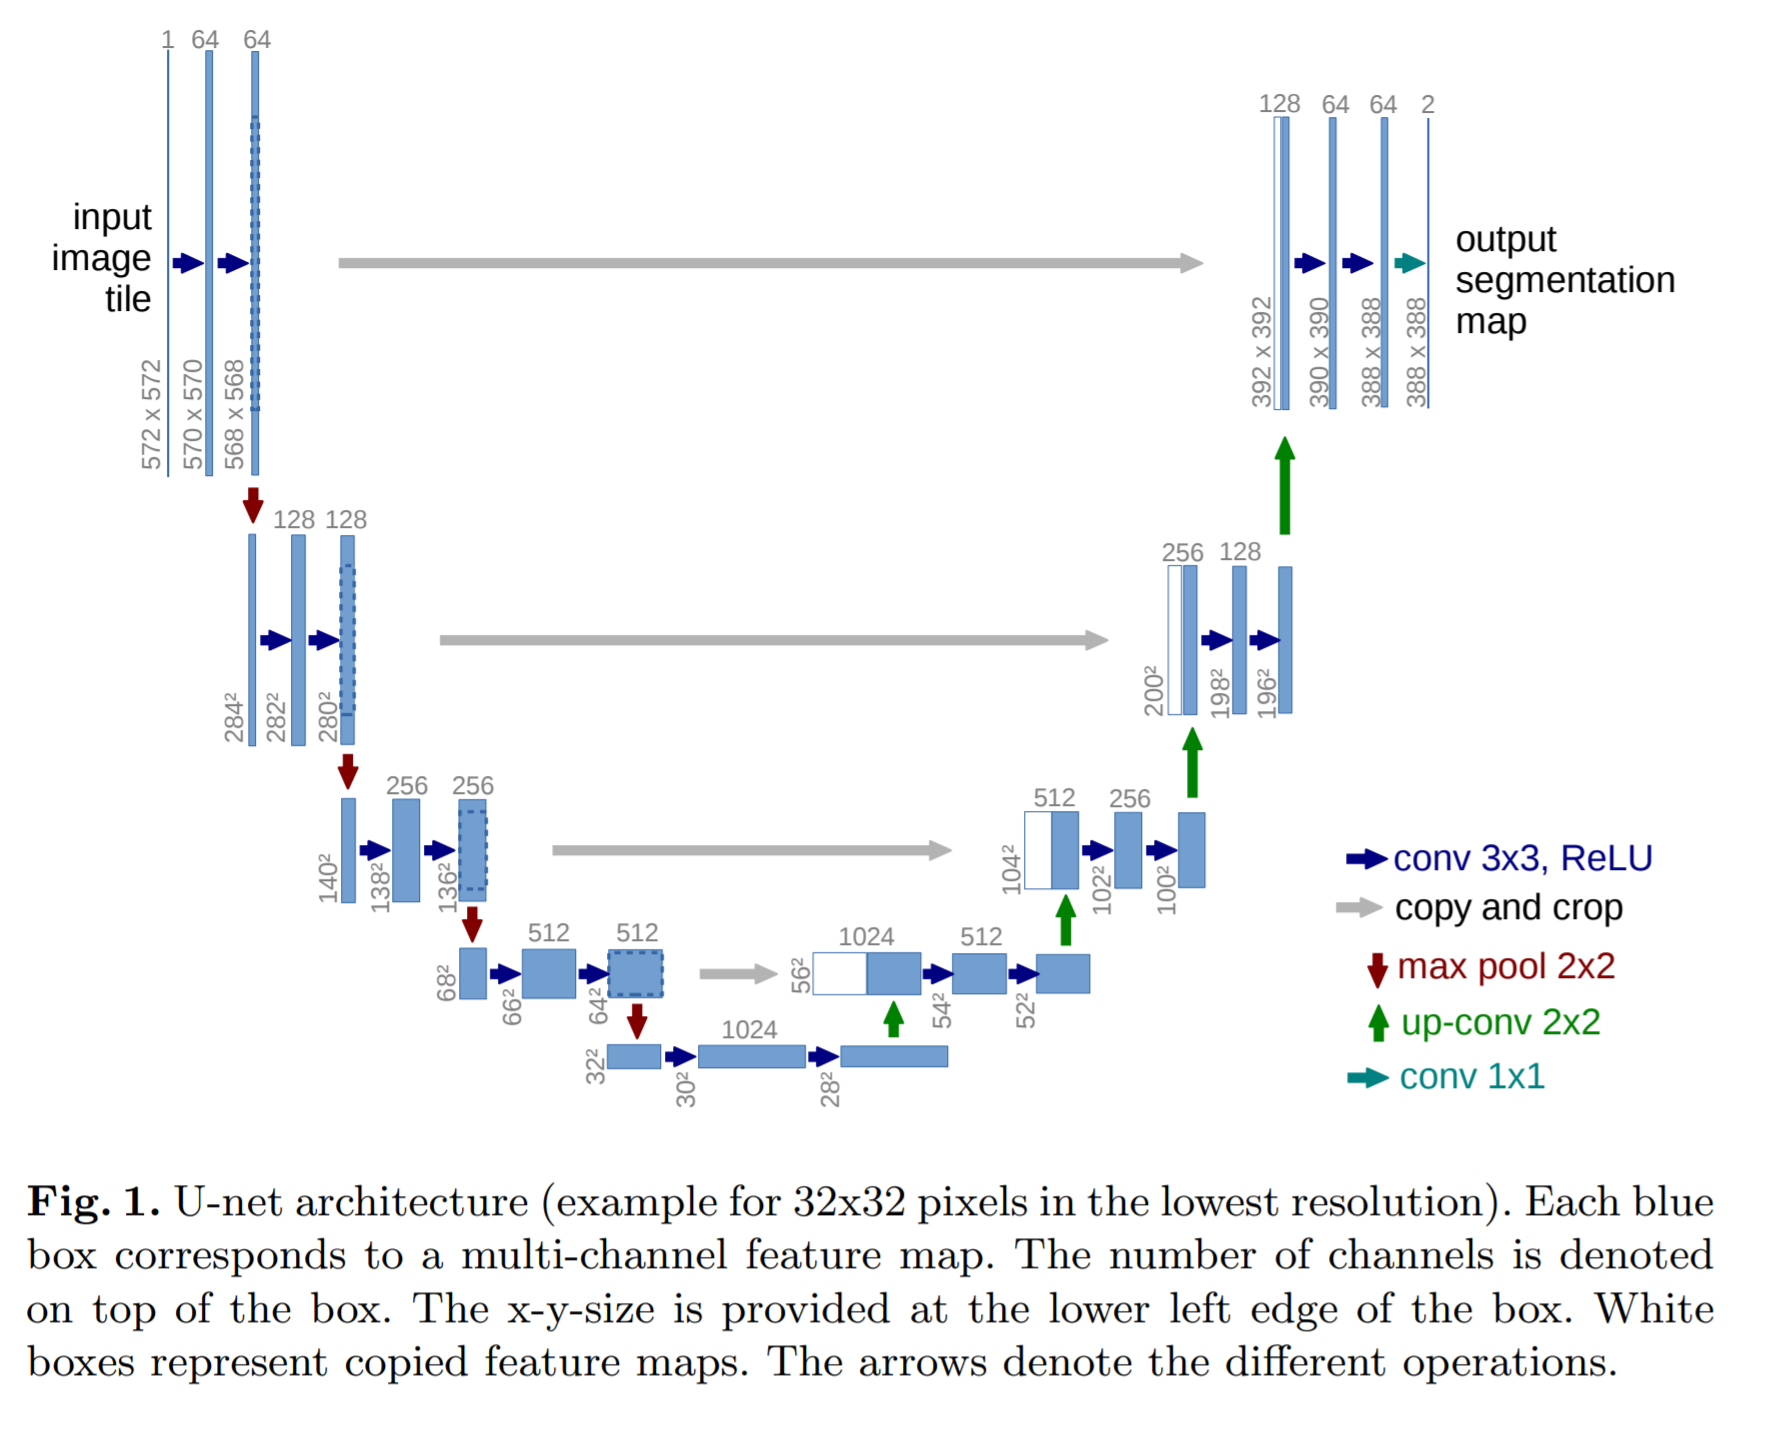 1 64 64
input
image
tile
572 x 572
570 x 570
568 x 568
128 64 64 2
output
segmentation
map
392 x 392
390 x 390
388 x 388
388 x 388
128 128
284²
282²
280²
256 128
200²
198²
196²
256 256
140²
138²
136²
512 256
104²
102²
100²
512 512
68²
66²
64²
1024 512
56²
54²
52²
1024
32²
30²
28²
conv 3x3, ReLU
copy and crop
max pool 2x2
up-conv 2x2
conv 1x1
Fig. 1. U-net architecture (example for 32x32 pixels in the lowest resolution). Each blue
box corresponds to a multi-channel feature map. The number of channels is denoted
on top of the box. The x-y-size is provided at the lower left edge of the box. White
boxes represent copied feature maps. The arrows denote the different operations.